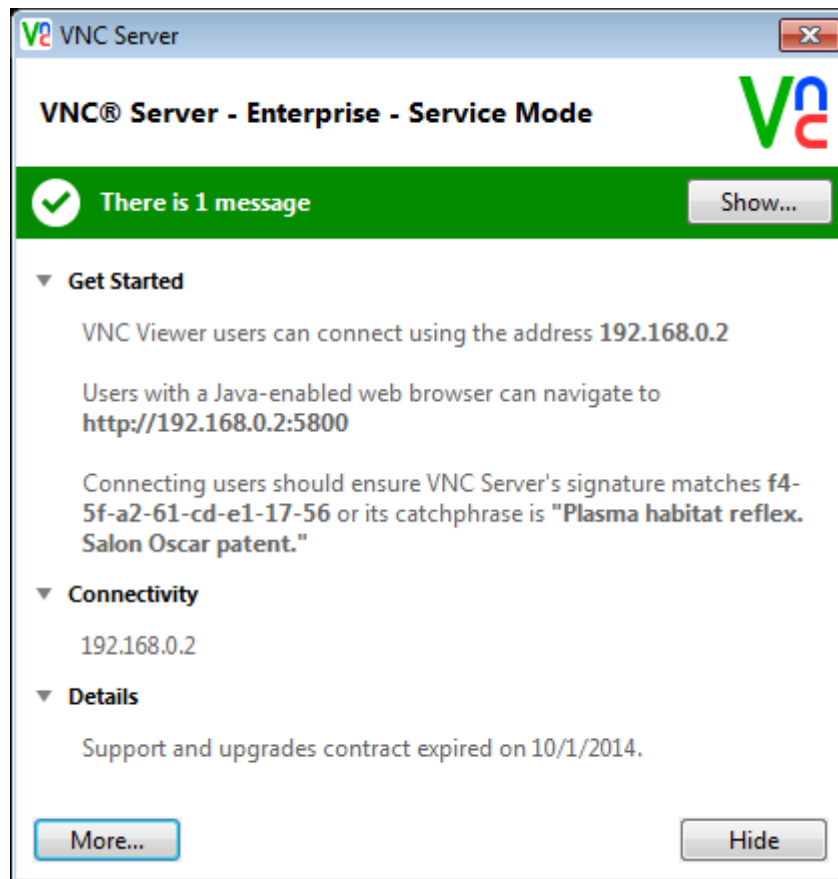 VNC Server
VNC® Server - Enterprise - Service Mode
There is 1 message
Show...
Get Started
VNC Viewer users can connect using the address 192.168.0.2
Users with a Java-enabled web browser can navigate to
http://192.168.0.2:5800
Connecting users should ensure VNC Server's signature matches f4-
5f-a2-61-cd-e1-17-56 or its catchphrase is "Plasma habitat reflex.
Salon Oscar patent."
Connectivity
192.168.0.2
Details
Support and upgrades contract expired on 10/1/2014.
More...
Hide